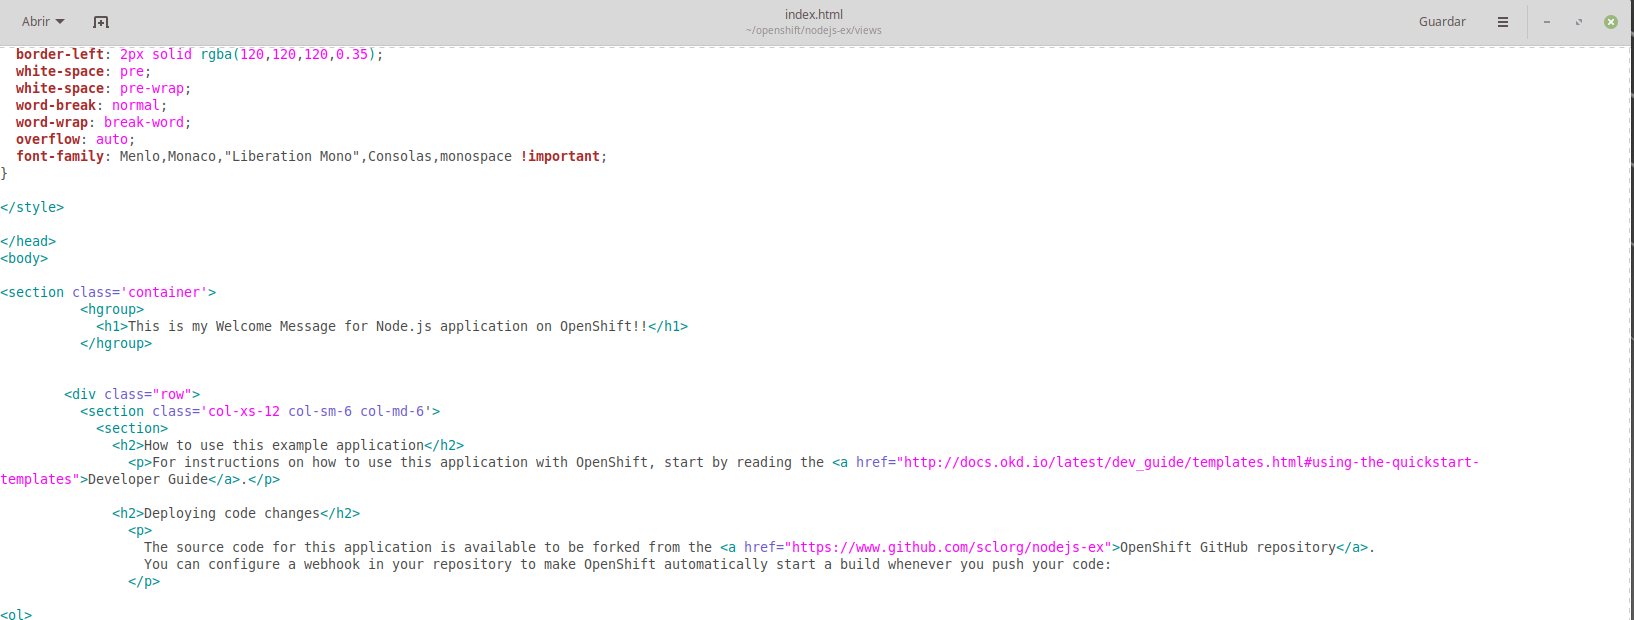 Abrir
index.html
~/openshift/nodejs-ex/views
Guardar
border-left: 2px solid rgba(120,120,120,0.35);
white-space: pre;
white-space: pre-wrap;
word-break: normal;
word-wrap: break-word;
overflow: auto;
font-family: Menlo,Monaco,"Liberation Mono",Consolas,monospace !important;
}
</style>
</head>
<body>
<section class='container'>
<hgroup>
<h1>This is my Welcome Message for Node.js application on OpenShift!!</h1>
</hgroup>
<div class="row">
<section class='col-xs-12 col-sm-6 col-md-6'>
<section>
<h2>How to use this example application</h2>
<p>For instructions on how to use this application with OpenShift, start by reading the <a href="http://docs.okd.io/latest/dev_guide/templates.html#using-the-quickstart-
templates">Developer Guide</a>.</p>
<h2>Deploying code changes</h2>
<p>
The source code for this application is available to be forked from the <a href="https://www.github.com/sclorg/nodejs-ex">OpenShift GitHub repository</a>.
You can configure a webhook in your repository to make OpenShift automatically start a build whenever you push your code:
</p>
<ol>